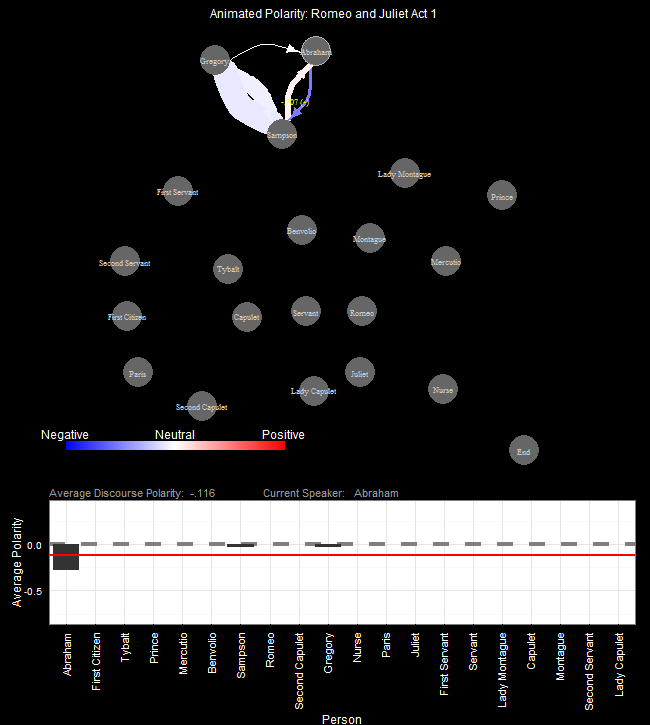 Animated Polarity: Romeo and Juliet Act 1
Abraham
Gregory
Sampson
Lady Montague
First Servant
Prince
Benvolio
Montague
Second Servant
Tybalt
Mercutio
First Citizen
Capulet
Servant
Romeo
Paris
Juliet
Lady Capulet
Nurse
Second Capulet
Negative Neutral Positive
End
Average Discourse Polarity: -.116 Current Speaker: Abraham
Average Polarity
0.0
-0.5
Abraham
First Citizen
Tybalt
Prince
Mercutio
Benvolio
Sampson
Romeo
Second Capulet
Gregory
Nurse
Paris
Juliet
First Servant
Servant
Lady Montague
Capulet
Montague
Second Servant
Lady Capulet
Person